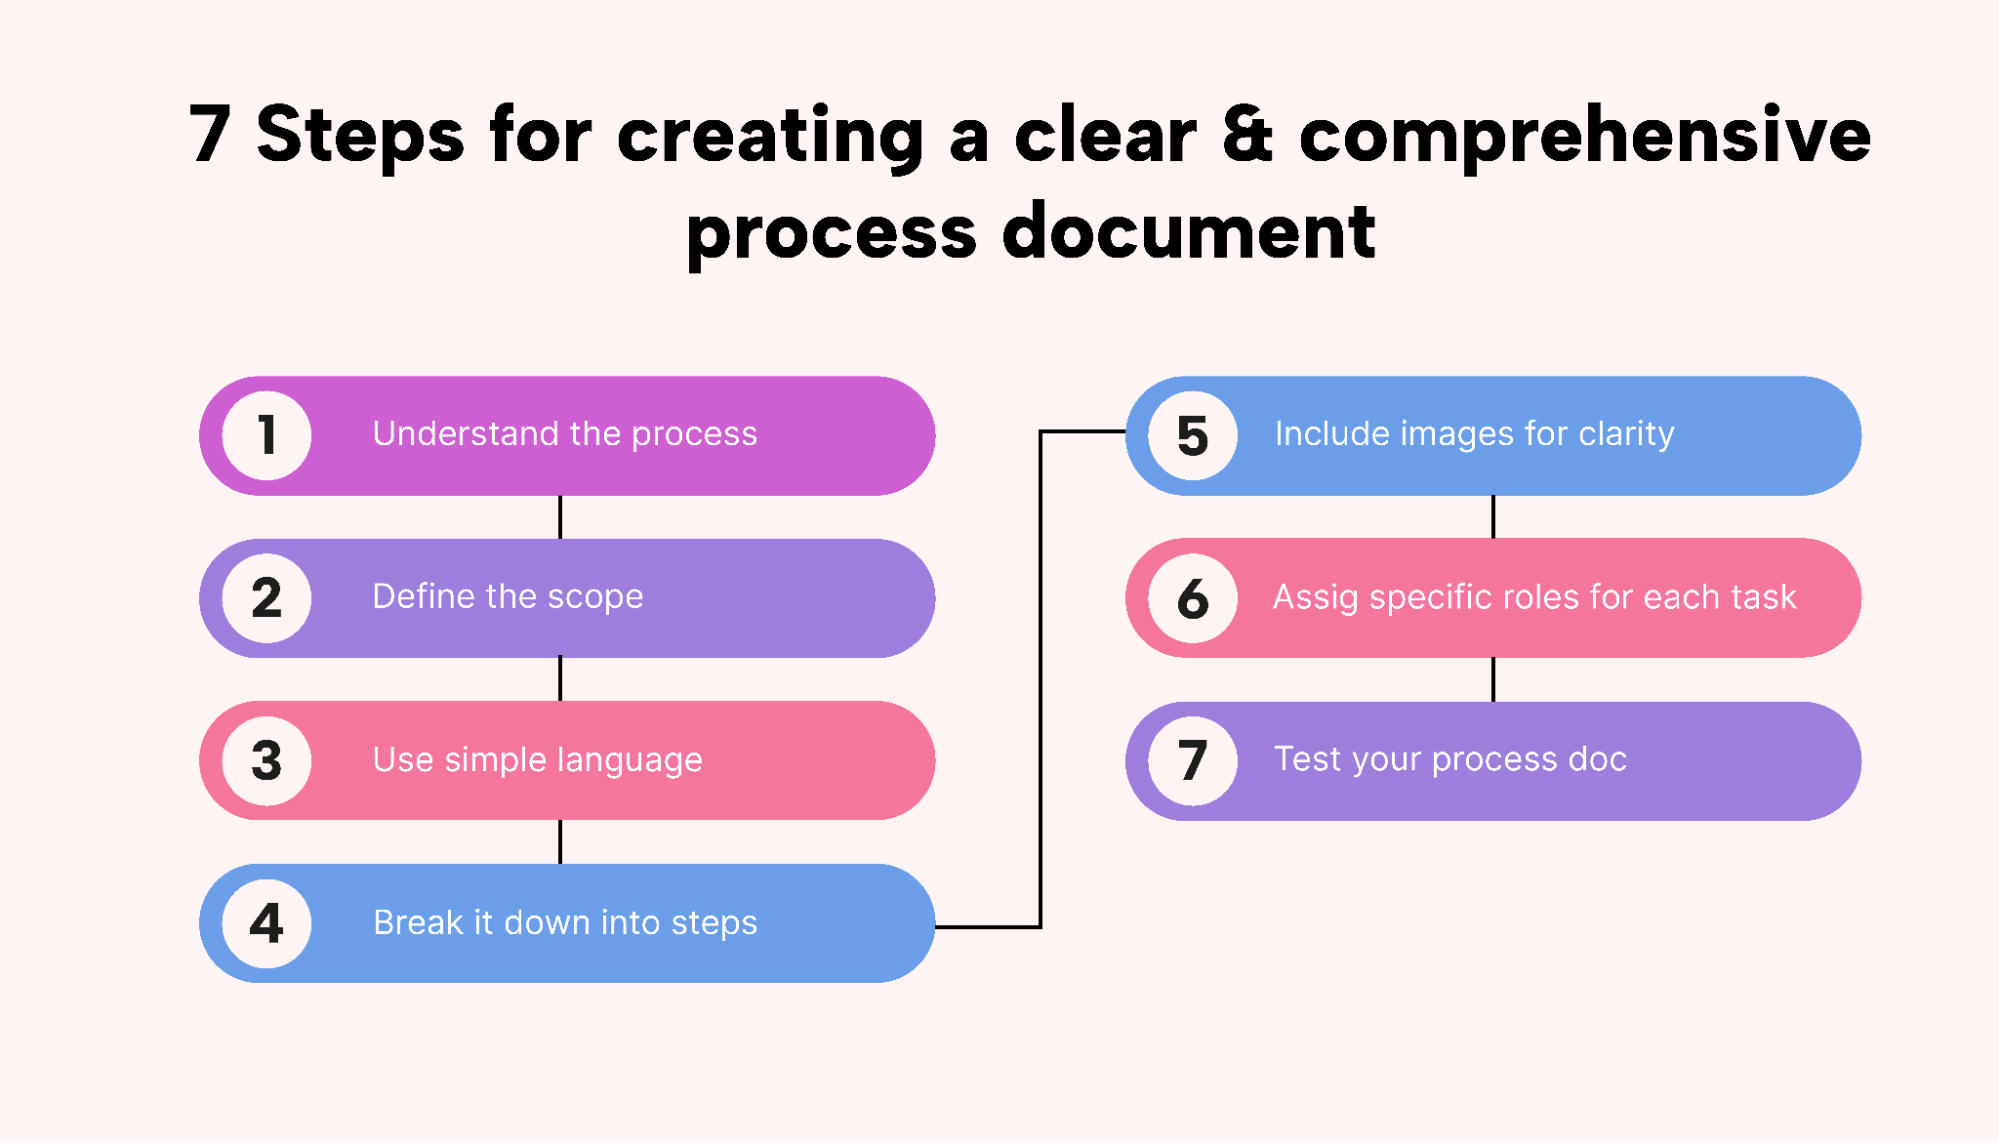 7 Steps for creating a clear & comprehensive
process document
1 Understand the process
2 Define the scope
3 Use simple language
4 Break it down into steps
5 Include images for clarity
6 Assig specific roles for each task
7 Test your process doc